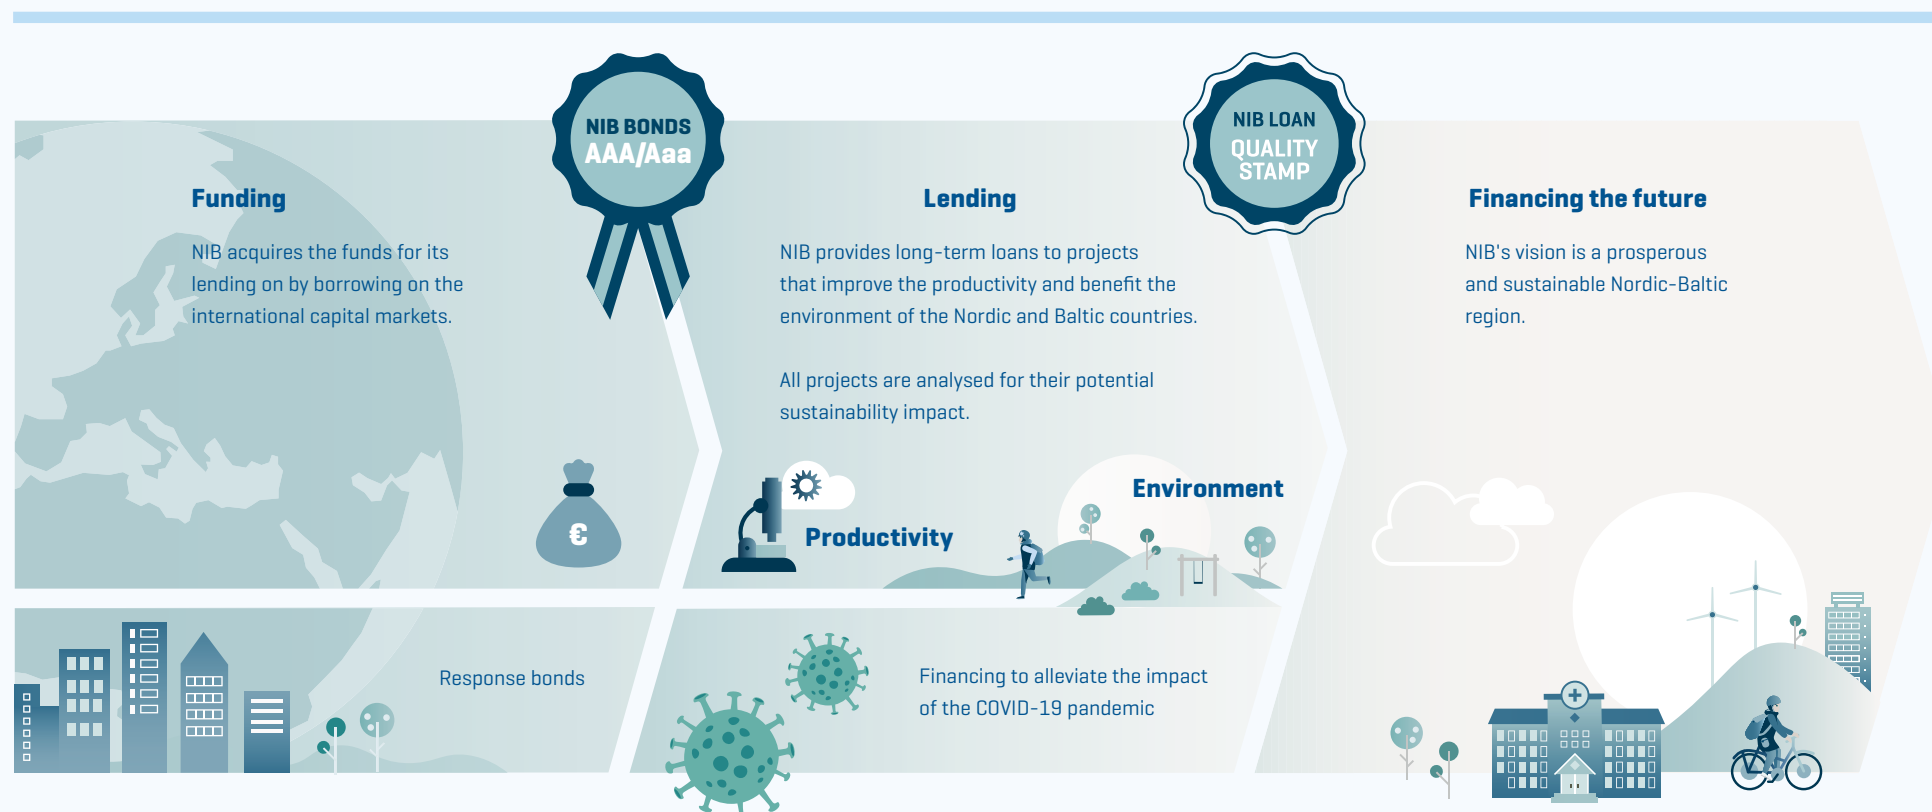 NIB BONDS
AAA/Aaa
Funding
NIB acquires the funds for its
lending on by borrowing on the
international capital markets.
€
Response bonds
NIB LOAN
QUALITY
STAMP
Lending
NIB provides long-term loans to projects
that improve the productivity and benefit the
environment of the Nordic and Baltic countries.
All projects are analysed for their potential
sustainability impact.
Productivity
Environment
Financing to alleviate the impact
of the COVID-19 pandemic
Financing the future
NIB's vision is a prosperous
and sustainable Nordic-Baltic
region.